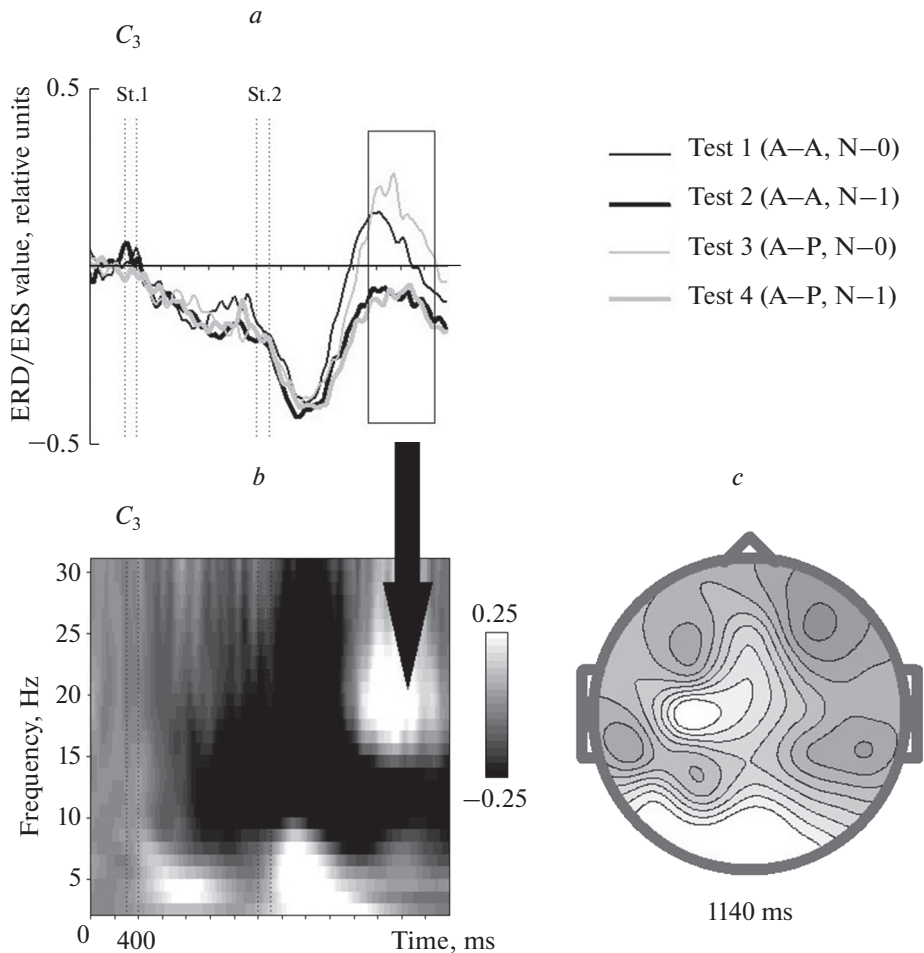 a
C3
0.5
St.1
St.2
ERD/ERS value, relative units
−0.5
Test 1 (A–A, N–0)
Test 2 (A–A, N–1)
Test 3 (A–P, N–0)
Test 4 (A–P, N–1)
b
C3
30
25
20
15
10
5
Frequency, Hz
0
400
Time, ms
0.25
−0.25
c
1140 ms